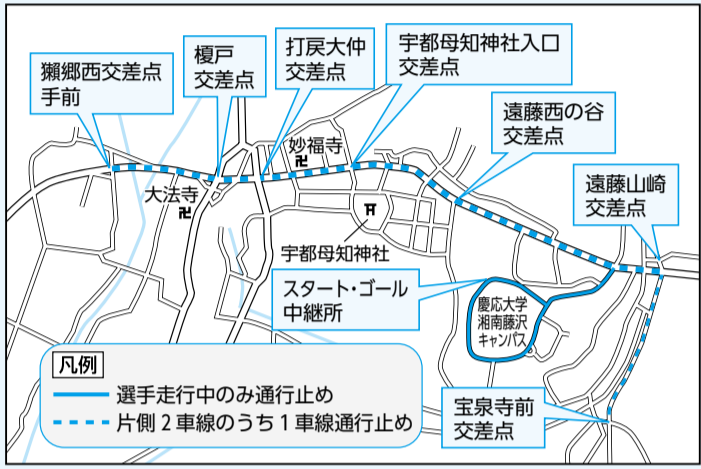 獺郷西交差点
手前
榎戸
交差点
打戻大仲
交差点
宇都母知神社入口
交差点
遠藤西の谷
交差点
遠藤山崎
交差点
妙福寺
大法寺
宇都母知神社
スタート・ゴール
中継所
慶応大学
湘南藤沢
キャンパス
宝泉寺前
交差点
凡例
選手走行中のみ通行止め
片側2車線のうち1車線通行止め